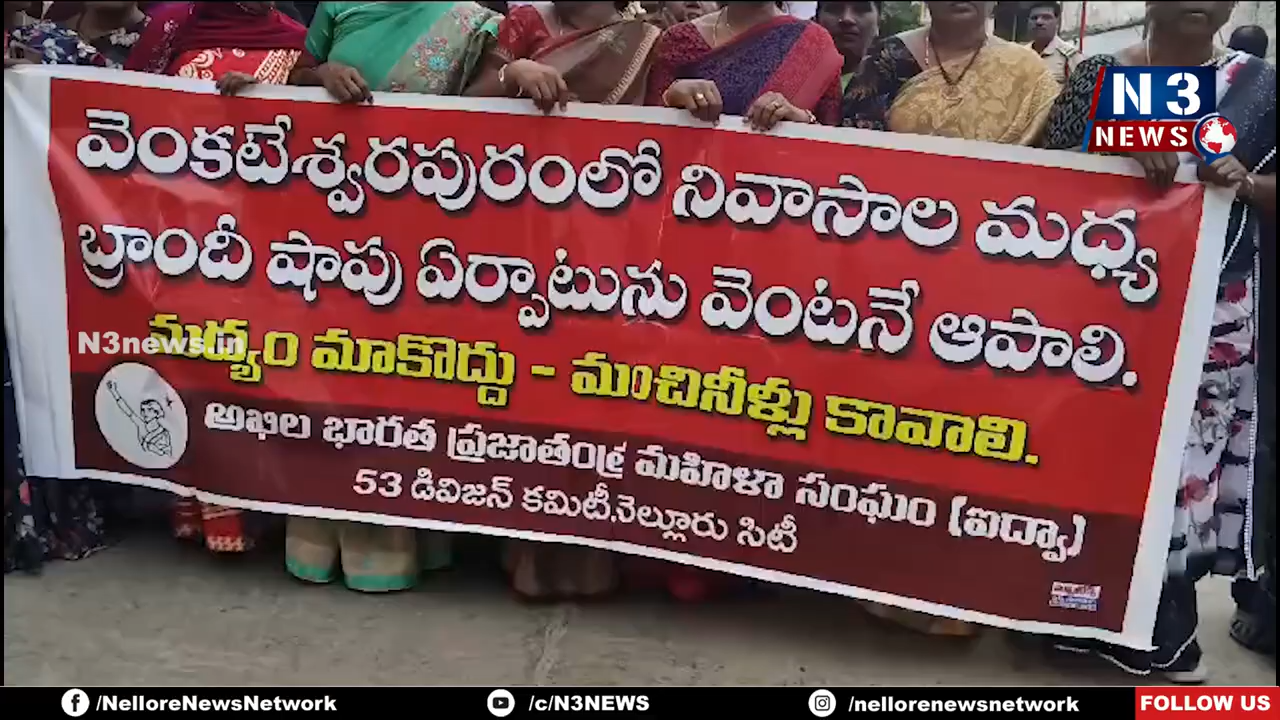 N3
NEWS
వెంకటేశ్వరపురంలో నివాసాల మధ్య
బ్రాందీ షాపు ఏర్పాటును వెంటనే ఆపాలి.
మద్యం మాకొద్దు - మంచినీళ్లు కావాలి.
N3news.in
అఖిల భారత ప్రజాతంత్ర మహిళా సంఘం (ఐద్వా)
53 డివిజన్ కమిటీ.నెల్లూరు సిటీ
/NelloreNewsNetwork
/c/N3NEWS
/nellorenewsnetwork
FOLLOW US